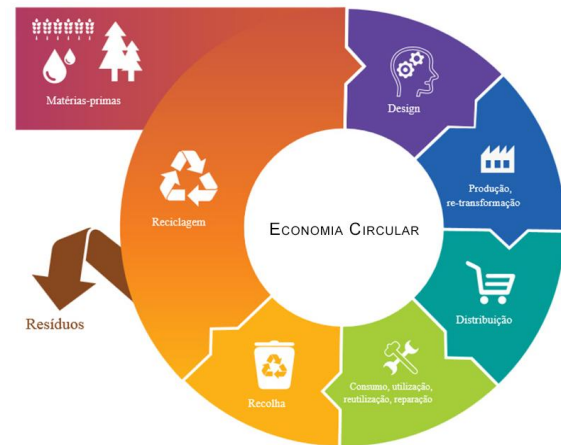 Matérias-primas
Design
Produção,
re-transformação
Distribuição
Consumo, utilização,
reutilização, reparação
Recolha
Reciclagem
Resíduos
ECONOMIA CIRCULAR